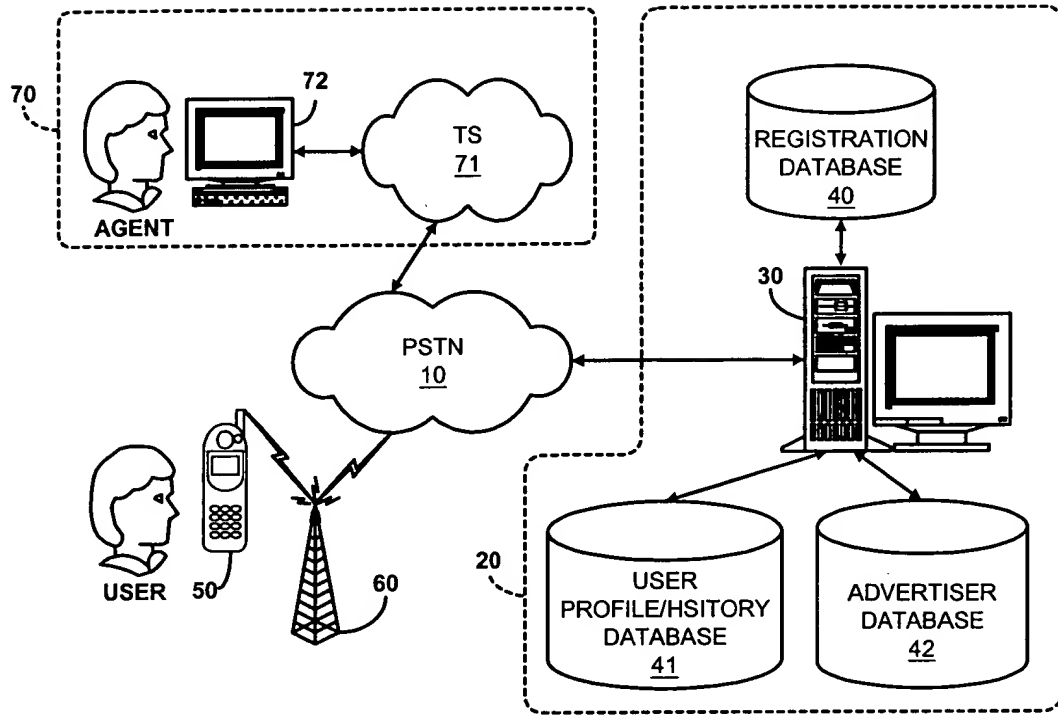 70
72
TS
71
AGENT
REGISTRATION
DATABASE
40
30
PSTN
10
USER
50
60
20
USER
PROFILE/HSITORY
DATABASE
41
ADVERTISER
DATABASE
42